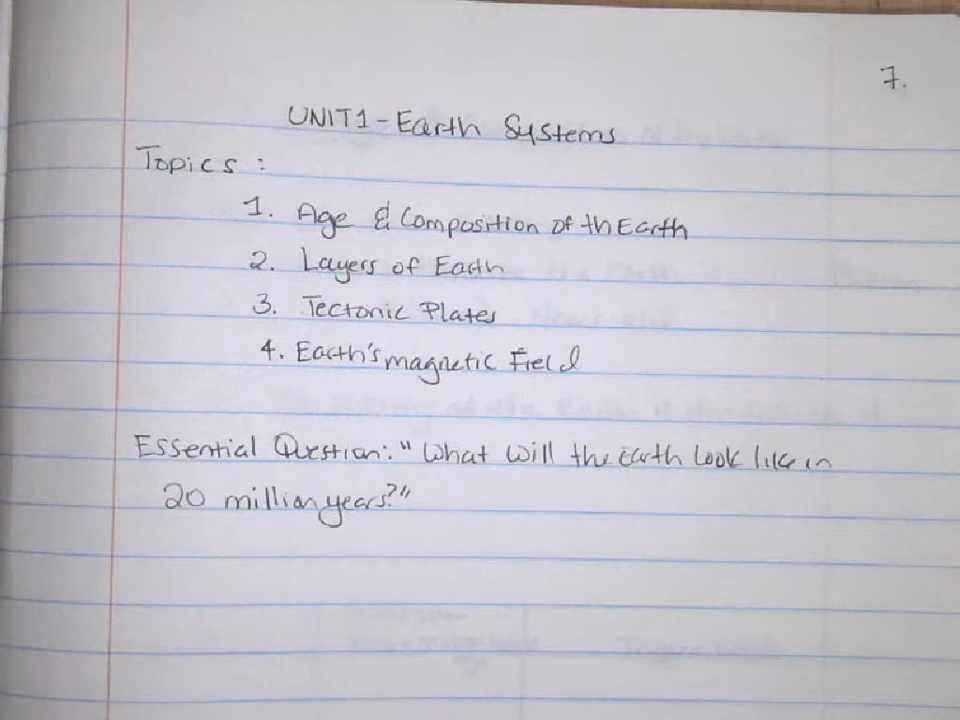 7.
UNIT1 - Earth Systems
Topics :
1. Age & Composition of th Earth
2. Layers of Earth
3. Tectonic Plates
4. Earth's magnetic Field
Essential Question: "What will the Earth look like in
20 million years?"